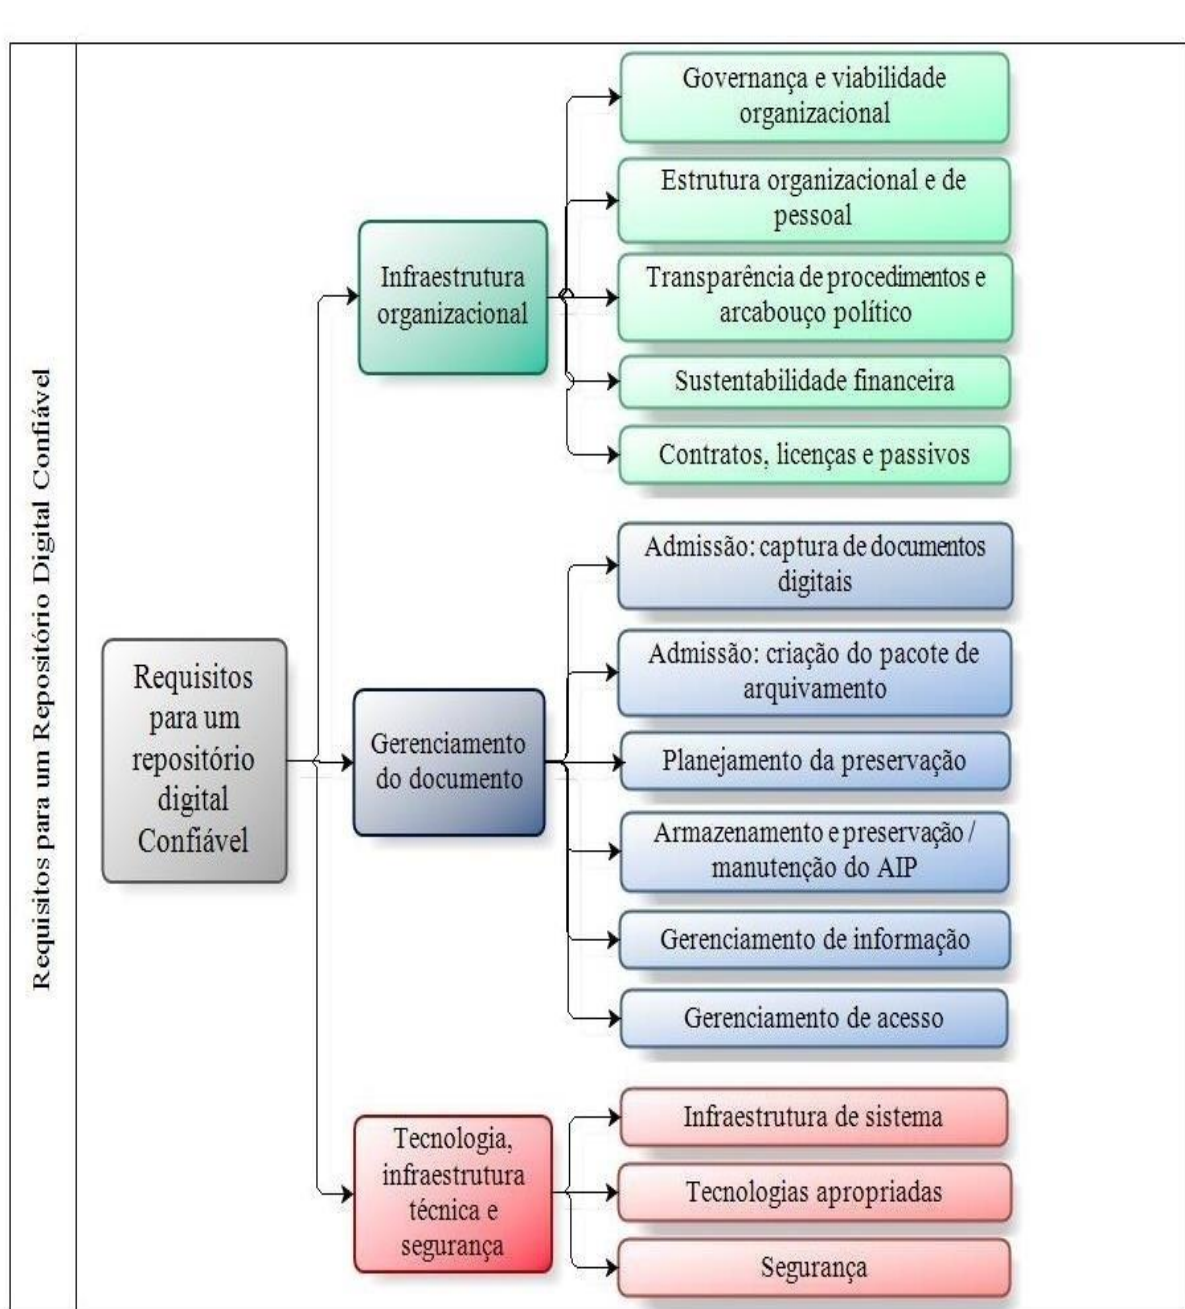 Requisitos para um Repositório Digital Confiável
Requisitos
para um
repositório
digital
Confiável
Infraestrutura
organizacional
Governança e viabilidade
organizacional
Estrutura organizacional e de
pessoal
Transparência de procedimentos e
arcabouço político
Sustentabilidade financeira
Contratos, licenças e passivos
Gerenciamento
do documento
Admissão: captura de documentos
digitais
Admissão: criação do pacote de
arquivamento
Planejamento da preservação
Armazenamento e preservação /
manutenção do AIP
Gerenciamento de informação
Gerenciamento de acesso
Tecnologia,
infraestrutura
técnica e
segurança
Infraestrutura de sistema
Tecnologias apropriadas
Segurança